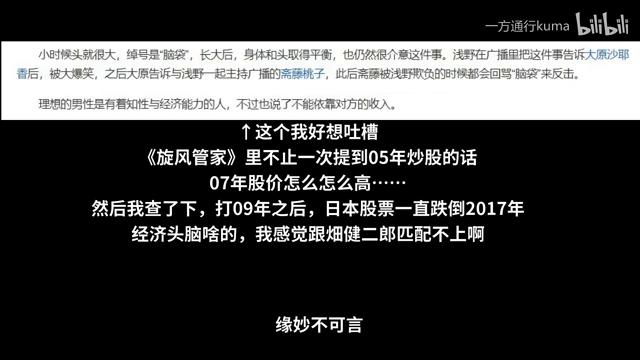 一方通行kuma bilibili
小时候头就很大，绰号是“脑袋”，长大后，身体和头取得平衡，也仍然很介意这件事。浅野在广播里把这件事告诉大原沙耶
香后，被大爆笑，之后大原告诉与浅野一起主持广播的斋藤桃子，此后斋藤被浅野欺负的时候都会回骂“脑袋”来反击。
理想的男性是有着知性与经济能力的人，不过也说了不能依靠对方的收入。
↑这个我好想吐槽
《旋风管家》里不止一次提到05年炒股的话
07年股价怎么怎么高……
然后我查了下，打09年之后，日本股票一直跌倒2017年
经济头脑啥的，我感觉跟畑健二郎匹配不上啊
缘妙不可言